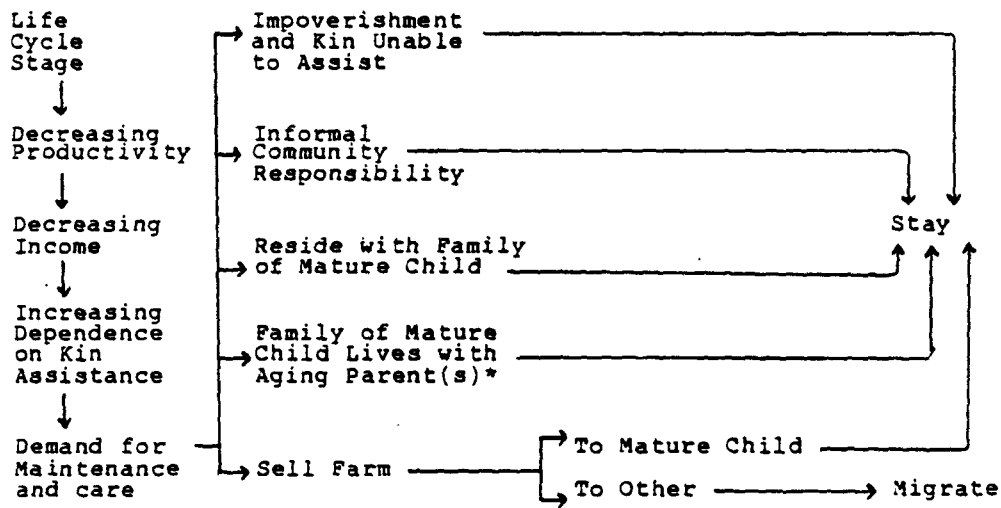 Life
Cycle
Stage
Decreasing
Productivity
Decreasing
Income
Increasing
Dependence
on Kin
Assistance
Demand for
Maintenance
and care
Impoverishment
and Kin Unable
to Assist
Informal
Community
Responsibility
Reside with Family
of Mature Child
Family of Mature
Child Lives with
Aging Parent(s)*
Sell Farm
To Mature Child
To Other
Stay
Migrate